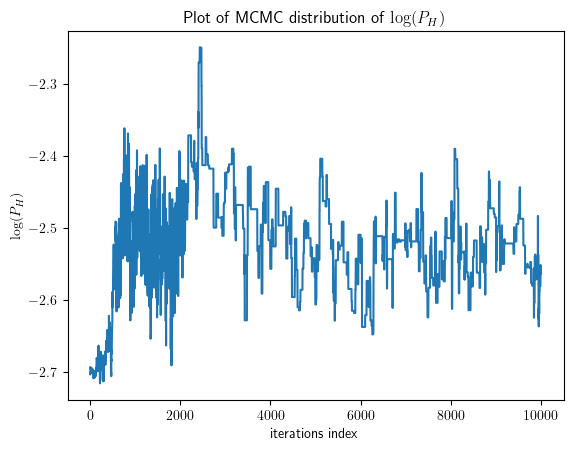 Plot of MCMC distribution of log(P_H)
log(P_H)
−2.3
−2.4
−2.5
−2.6
−2.7
0 2000 4000 6000 8000 10000
iterations index